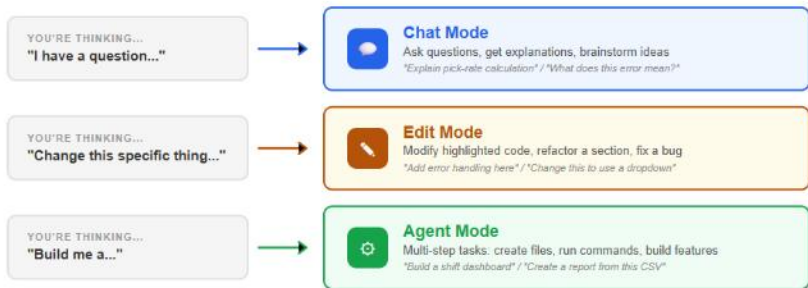 YOU'RE THINKING...
"I have a question..."
Chat Mode
Ask questions, get explanations, brainstorm ideas
"Explain pick-rate calculation" / "What does this error mean?"
YOU'RE THINKING...
"Change this specific thing..."
Edit Mode
Modify highlighted code, refactor a section, fix a bug
"Add error handling here" / "Change this to use a dropdown"
YOU'RE THINKING...
"Build me a..."
Agent Mode
Multi-step tasks: create files, run commands, build features
"Build a shift dashboard" / "Create a report from this CSV"